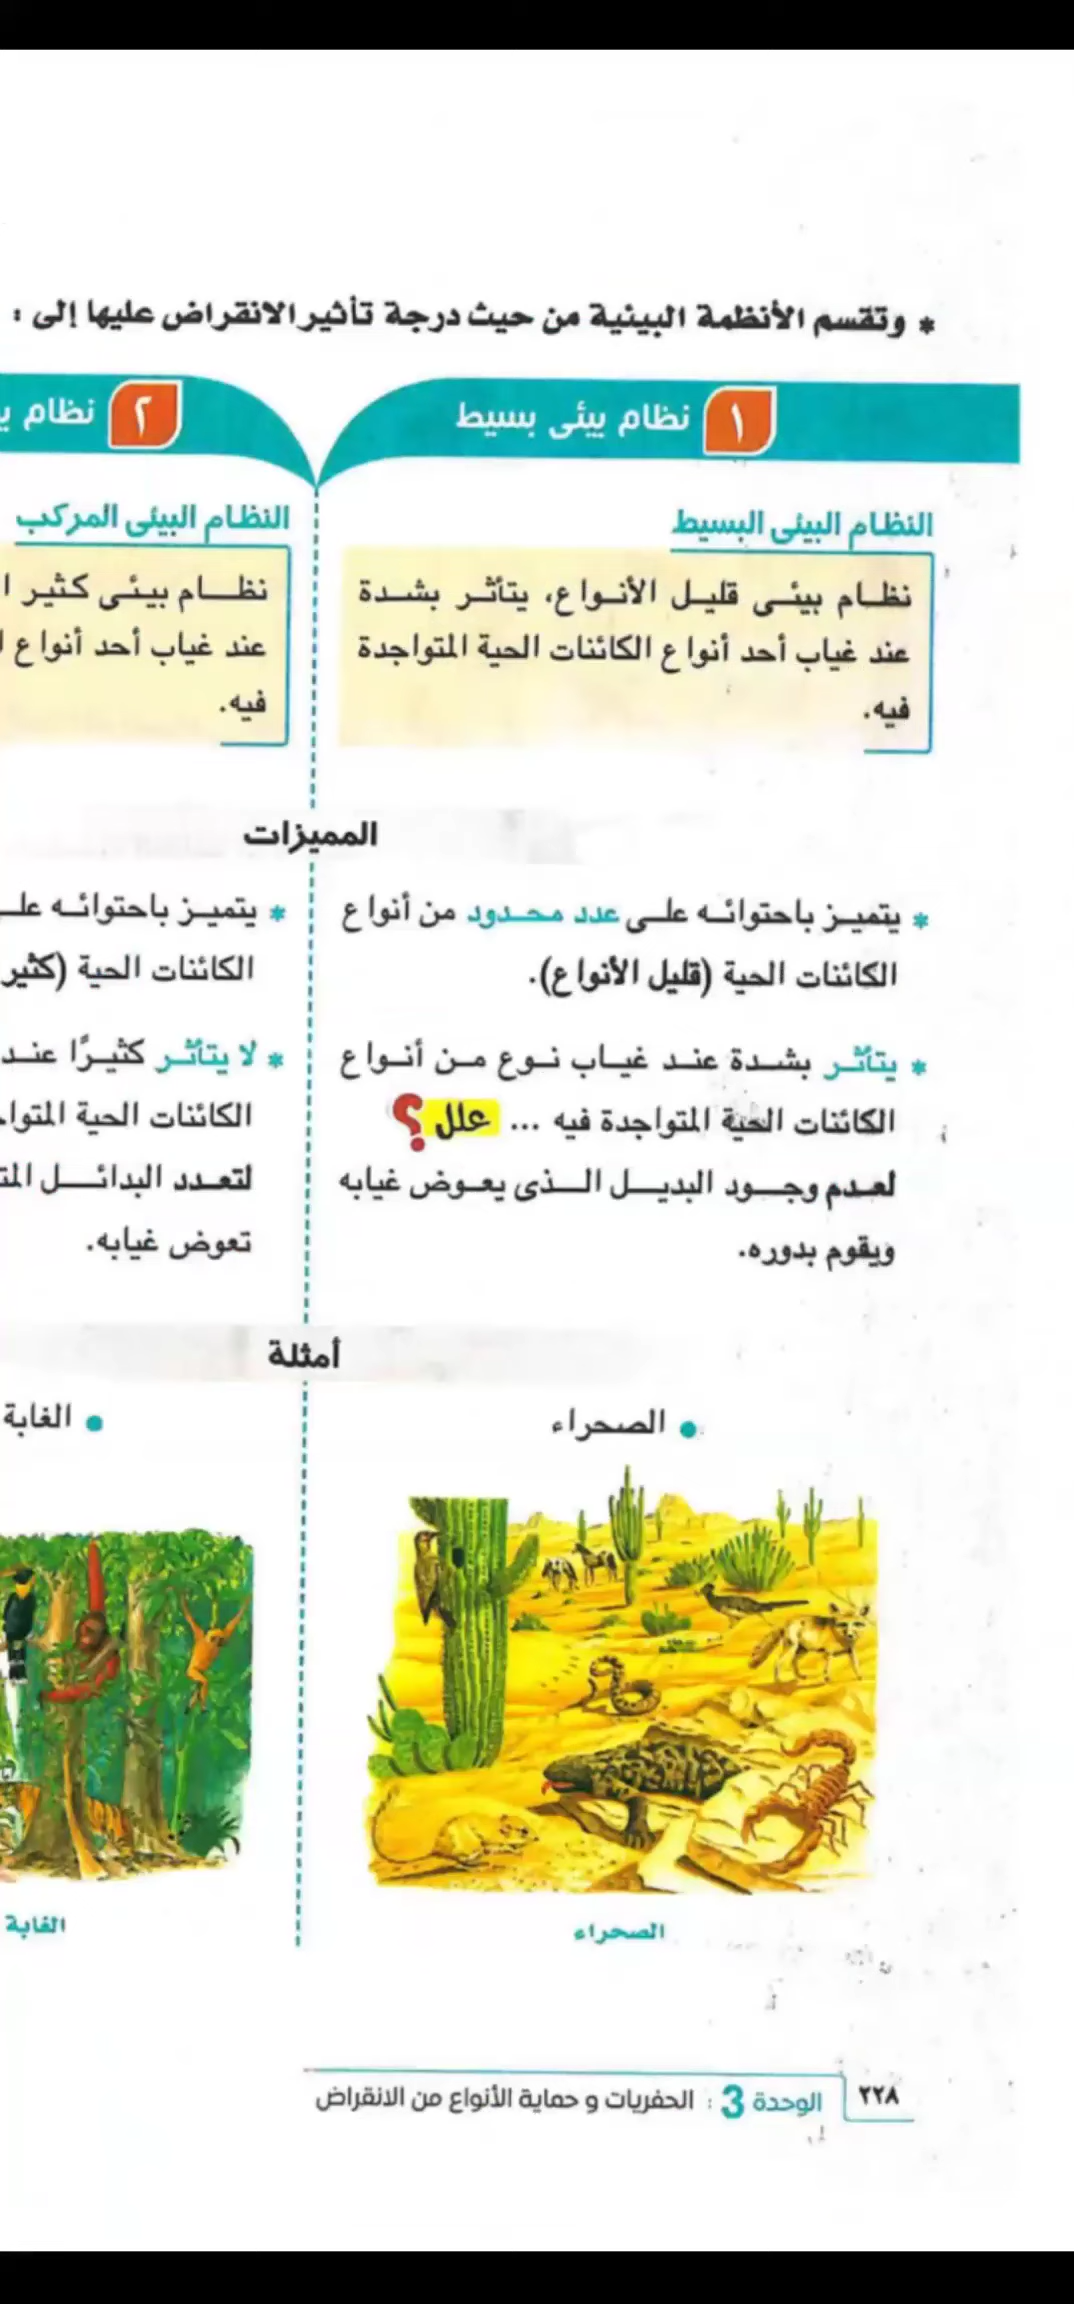 * وتقسم الأنظمة البيئية من حيث درجة تأثير الانقراض عليها إلى :
١ نظام بيئى بسيط
النظام البيئى البسيط
نظام بيئى قليل الأنواع، يتأثر بشدة
عند غياب أحد أنواع الكائنات الحية المتواجدة
فيه.
٢ نظام
النظام البيئى المركب
نظام بيئى كثير
عند غياب أحد أنواع
فيه.
المميزات
* يتميز باحتوائه على عدد محدود من أنواع
الكائنات الحية (قليل الأنواع).
* يتأثر بشدة عند غياب نوع من أنواع
الكائنات الحية المتواجدة فيه ... علل ؟
لعدم وجود البديل الذى يعوض غيابه
ويقوم بدوره.
* يتميز باحتوائه
الكائنات الحية (كثير
* لا يتأثر كثيرًا عند
الكائنات الحية
لتعدد البدائل
تعوض غيابه.
أمثلة
• الصحراء
• الغابة
الصحراء
الغابة
٢٢٨ الوحدة 3 : الحفريات و حماية الأنواع من الانقراض